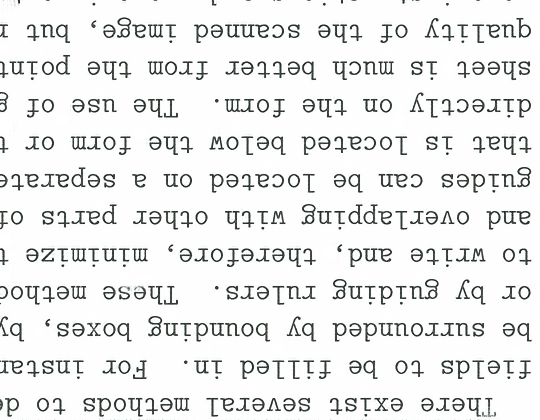 There exist several methods to de
fields to be filled in. For instan
be surrounded by bounding boxes, by
or by guiding rulers. These method
to write and, therefore, minimize t
and overlapping with other parts of
guides can be located on a separate
that is located below the form or t
directly on the form. The use of g
sheet is much better from the point
quality of the scanned image, but r